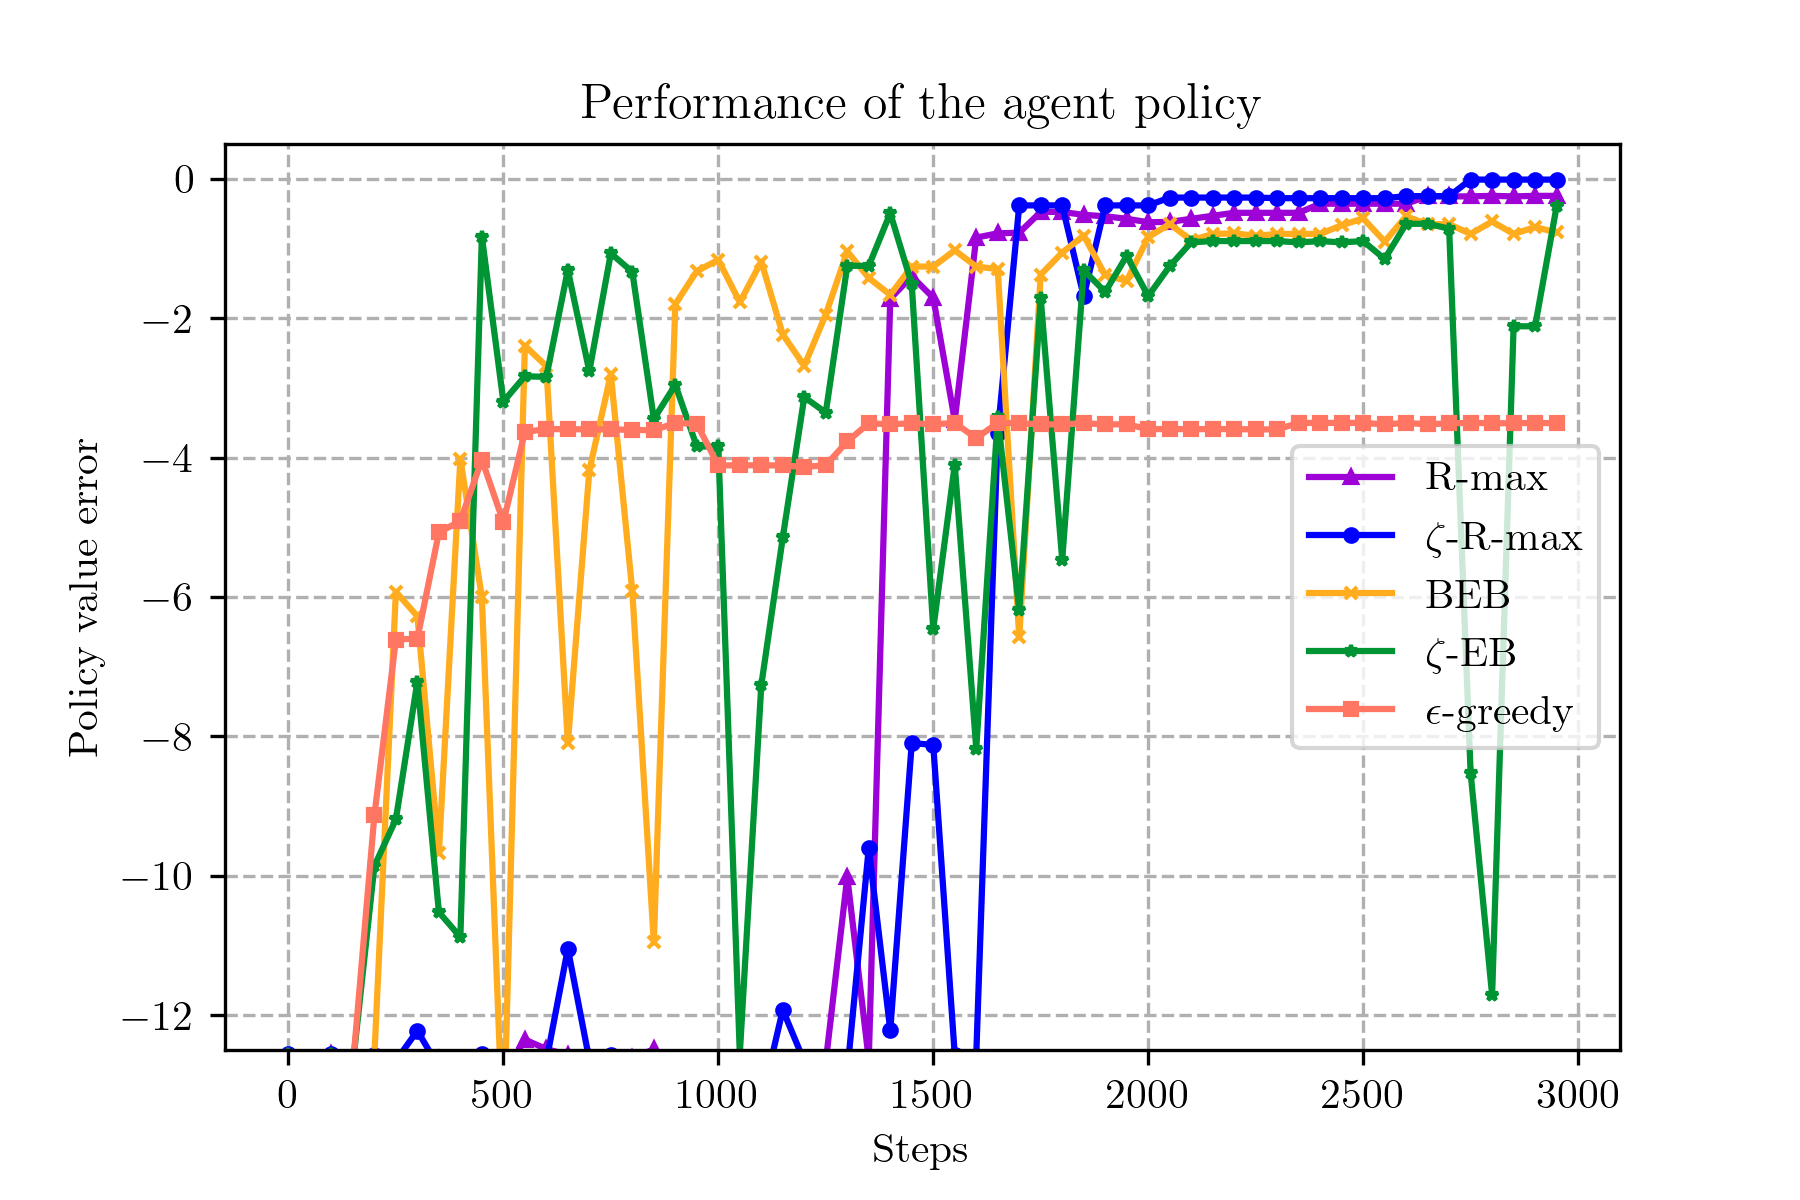 Performance of the agent policy
Policy value error
0
−2
−4
−6
−8
−10
−12
R-max
ζ-R-max
BEB
ζ-EB
ϵ-greedy
0 500 1000 1500 2000 2500 3000
Steps